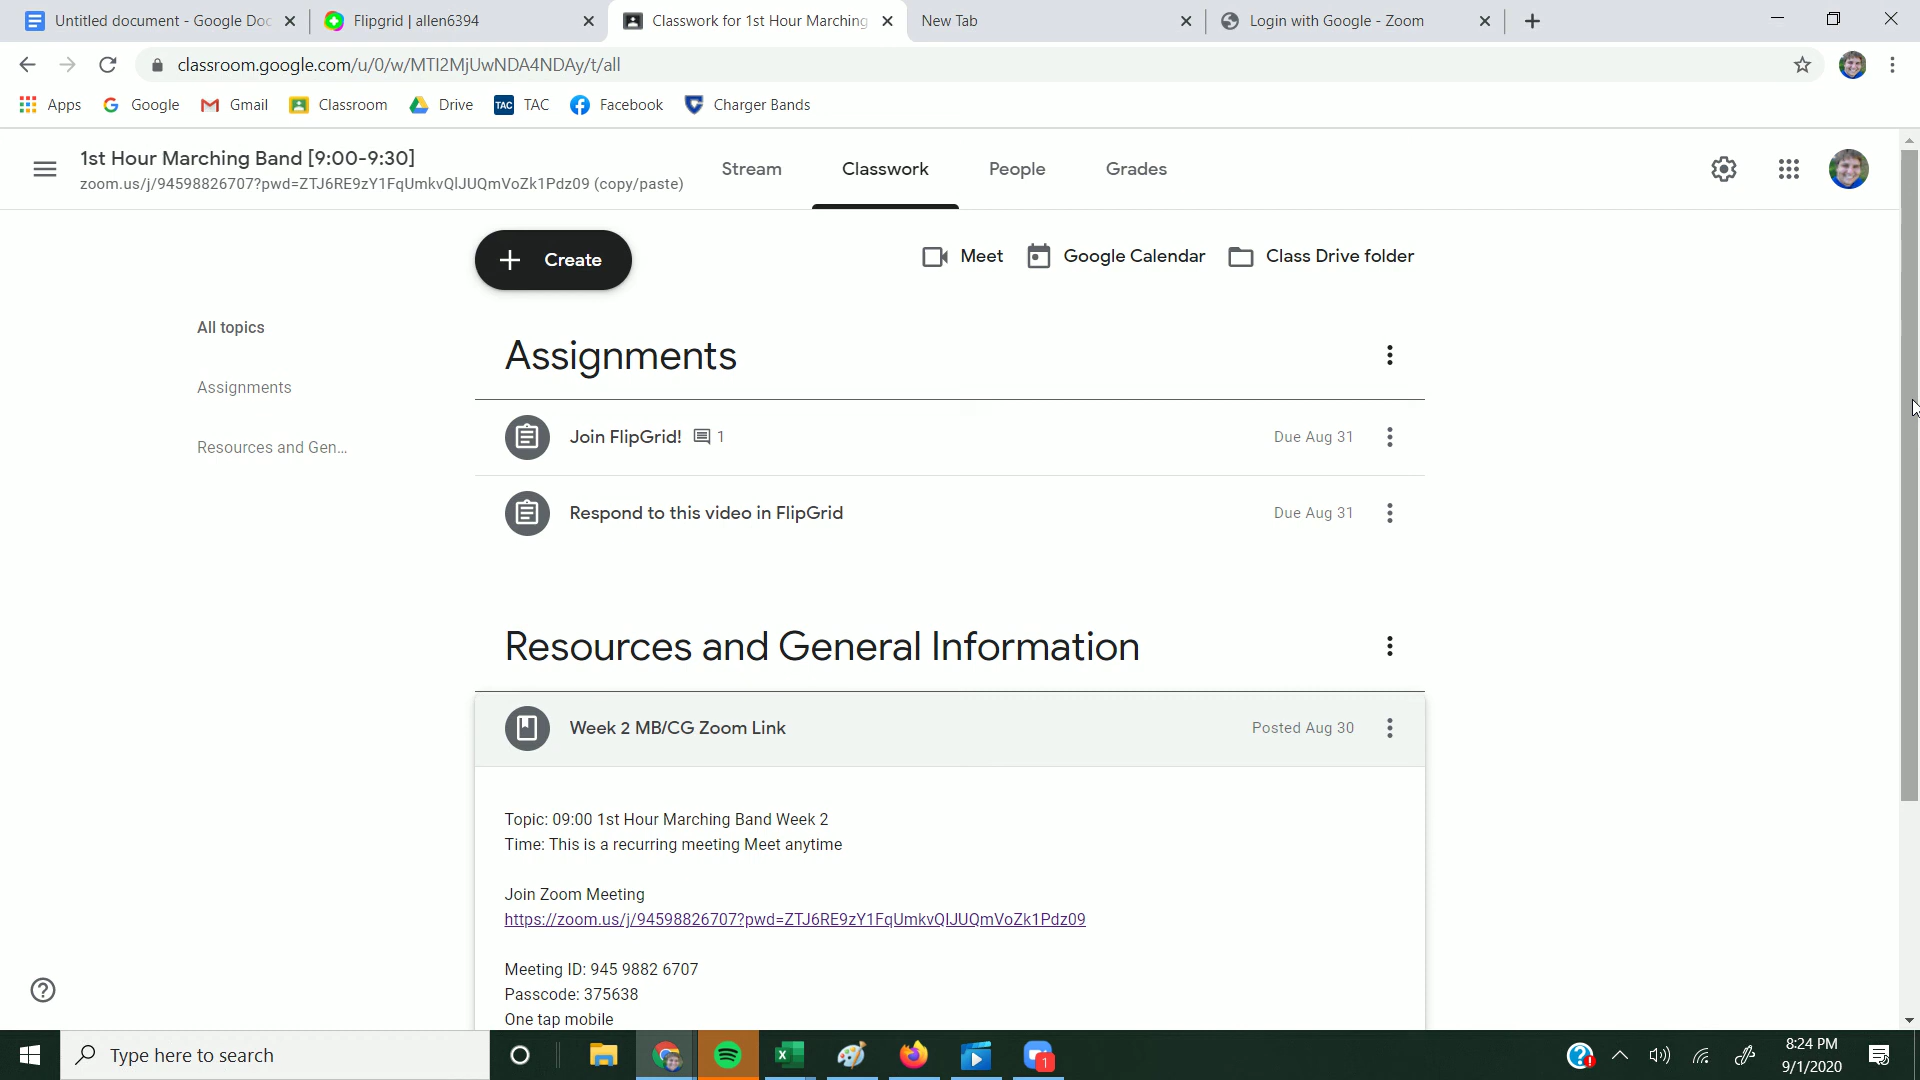 Untitled document - Google Doc
Flipgrid | allen6394
Classwork for 1st Hour Marching
New Tab
Login with Google - Zoom
classroom.google.com/u/0/w/MTI2MjUwNDA4NDAy/t/all
Apps
Google
Gmail
Classroom
Drive
TAC
TAC
Facebook
Charger Bands
1st Hour Marching Band [9:00-9:30]
zoom.us/j/94598826707?pwd=ZTJ6RE9zY1FqUmkvQlJUQmVoZk1Pdz09 (copy/paste)
Stream
Classwork
People
Grades
Create
Meet
Google Calendar
Class Drive folder
All topics
Assignments
Resources and Gen...
Assignments
Join FlipGrid!
1
Due Aug 31
Respond to this video in FlipGrid
Due Aug 31
Resources and General Information
Week 2 MB/CG Zoom Link
Posted Aug 30
Topic: 09:00 1st Hour Marching Band Week 2
Time: This is a recurring meeting Meet anytime
Join Zoom Meeting
https://zoom.us/j/94598826707?pwd=ZTJ6RE9zY1FqUmkvQlJUQmVoZk1Pdz09
Meeting ID: 945 9882 6707
Passcode: 375638
One tap mobile
Type here to search
1
8:24 PM
9/1/2020